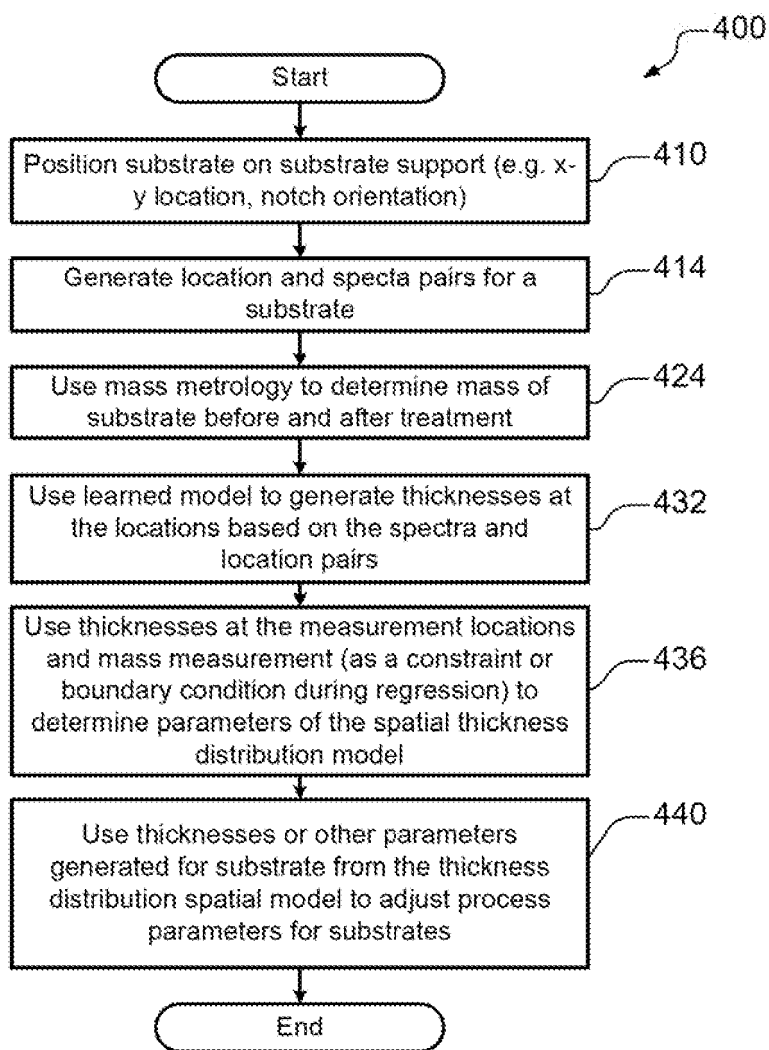 400
Start
Position substrate on substrate support (e.g. x-
y location, notch orientation)
410
Generate location and specta pairs for a
substrate
414
Use mass metrology to determine mass of
substrate before and after treatment
424
Use learned model to generate thicknesses at
the locations based on the spectra and
location pairs
432
Use thicknesses at the measurement locations
and mass measurement (as a constraint or
boundary condition during regression) to
determine parameters of the spatial thickness
distribution model
436
Use thicknesses or other parameters
generated for substrate from the thickness
distribution spatial model to adjust process
parameters for substrates
440
End